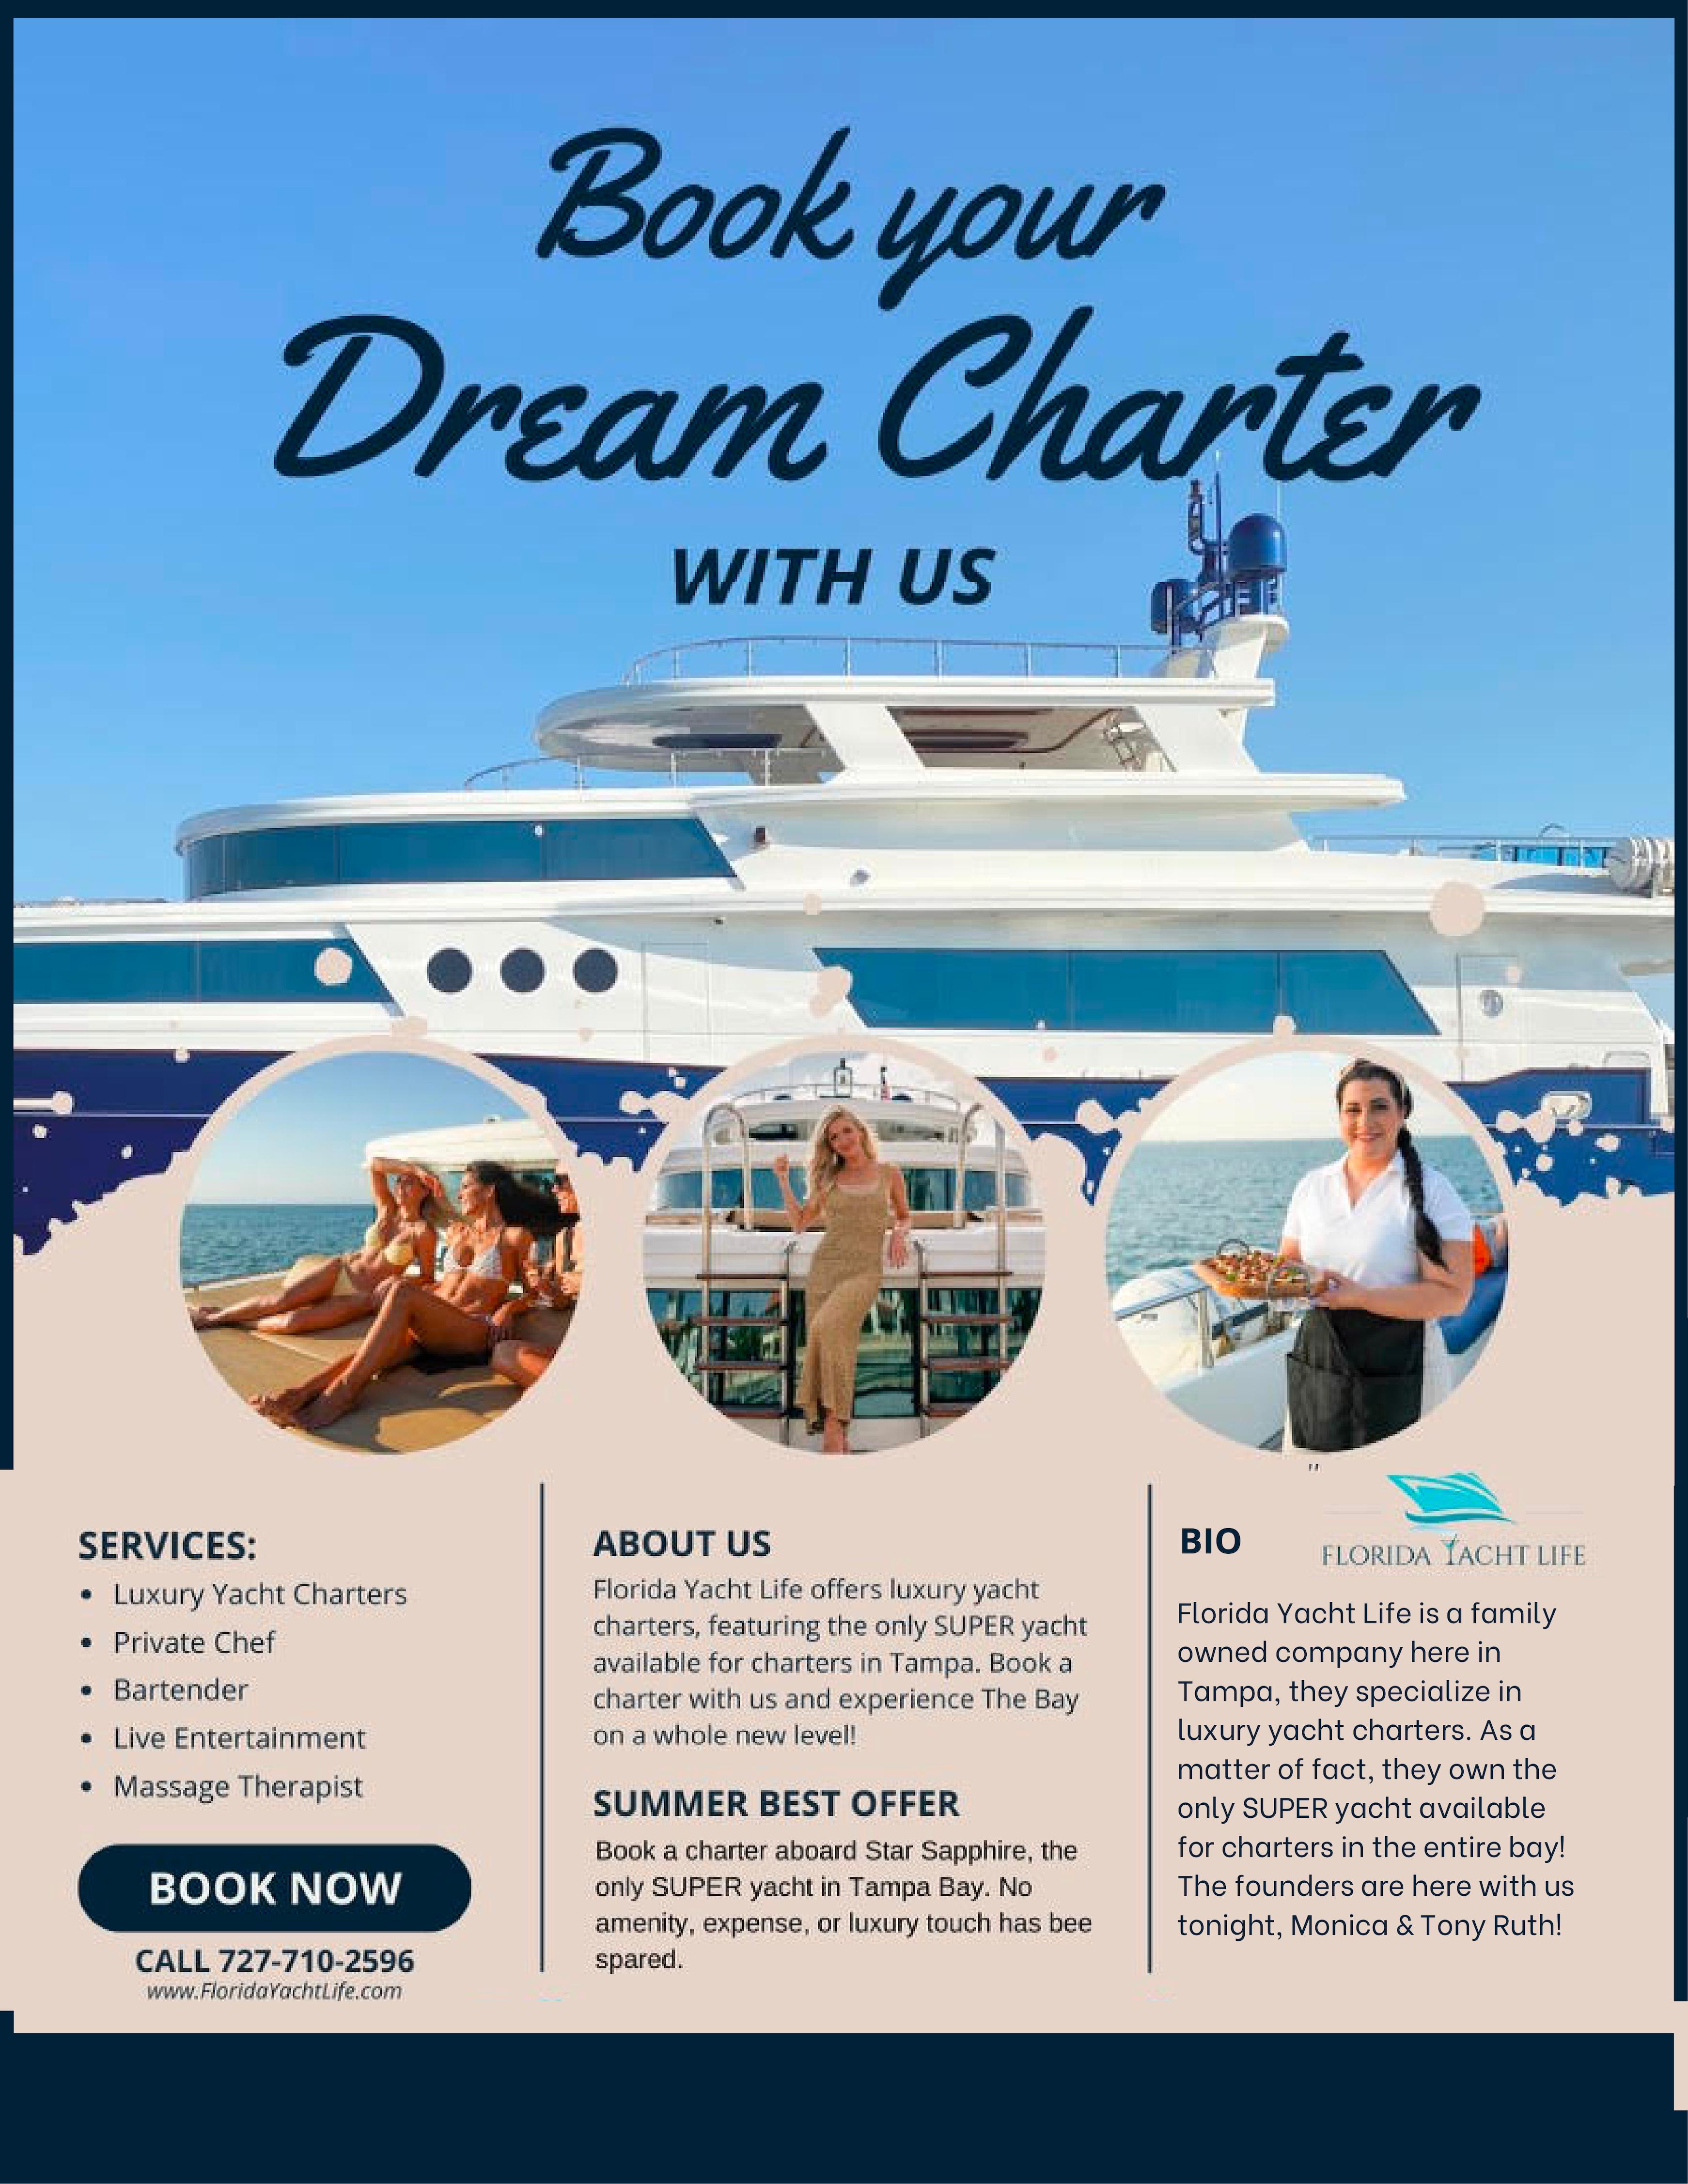 Book your
Dream Charter
WITH US
SERVICES:
• Luxury Yacht Charters
• Private Chef
• Bartender
• Live Entertainment
• Massage Therapist
BOOK NOW
CALL 727-710-2596
www.FloridaYachtLife.com
ABOUT US
Florida Yacht Life offers luxury yacht
charters, featuring the only SUPER yacht
available for charters in Tampa. Book a
charter with us and experience The Bay
on a whole new level!
SUMMER BEST OFFER
Book a charter aboard Star Sapphire, the
only SUPER yacht in Tampa Bay. No
amenity, expense, or luxury touch has bee
spared.
"
FLORIDA YACHT LIFE
BIO
Florida Yacht Life is a family
owned company here in
Tampa, they specialize in
luxury yacht charters. As a
matter of fact, they own the
only SUPER yacht available
for charters in the entire bay!
The founders are here with us
tonight, Monica & Tony Ruth!